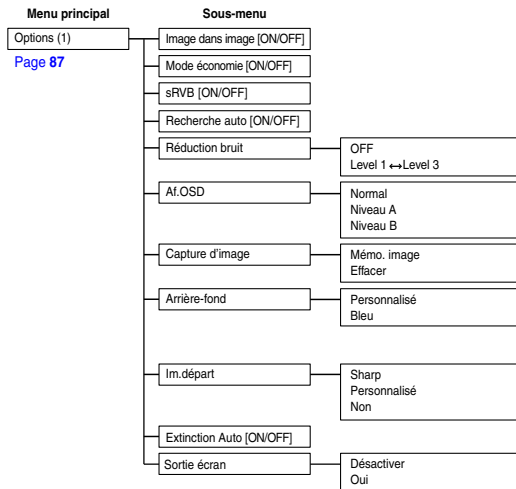 Menu principal
Sous-menu
Options (1)
Page 87
Image dans image [ON/OFF]
Mode économie [ON/OFF]
sRVB [ON/OFF]
Recherche auto [ON/OFF]
Réduction bruit
OFF
Level 1 ↔Level 3
Af.OSD
Normal
Niveau A
Niveau B
Capture d'image
Mémo. image
Effacer
Arrière-fond
Personnalisé
Bleu
Im.départ
Sharp
Personnalisé
Non
Extinction Auto [ON/OFF]
Sortie écran
Désactiver
Oui